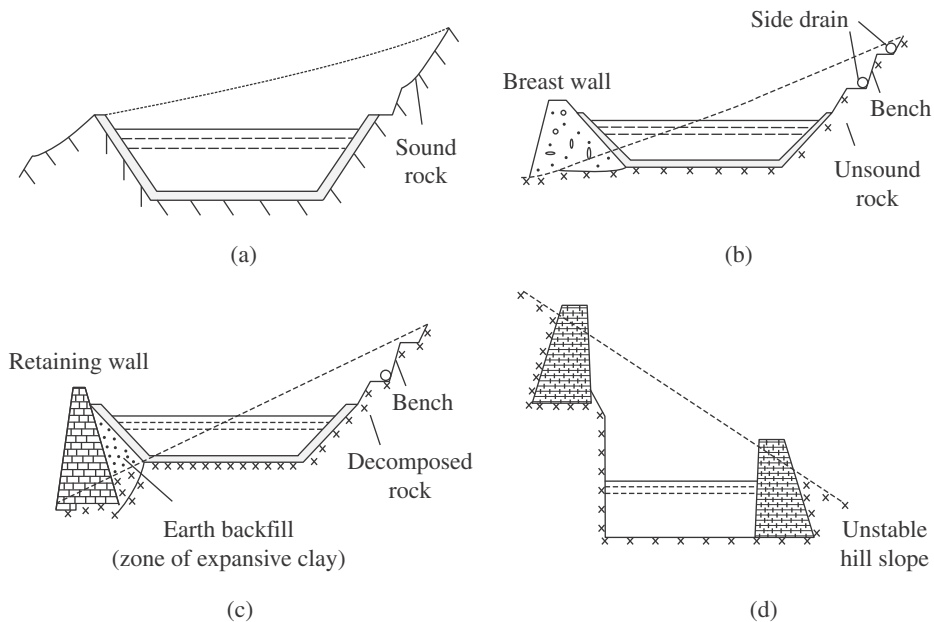 Sound
rock
(a)
Side drain
Breast wall
Bench
Unsound
rock
(b)
Retaining wall
Bench
Decomposed
rock
Earth backfill
(zone of expansive clay)
(c)
Unstable
hill slope
(d)